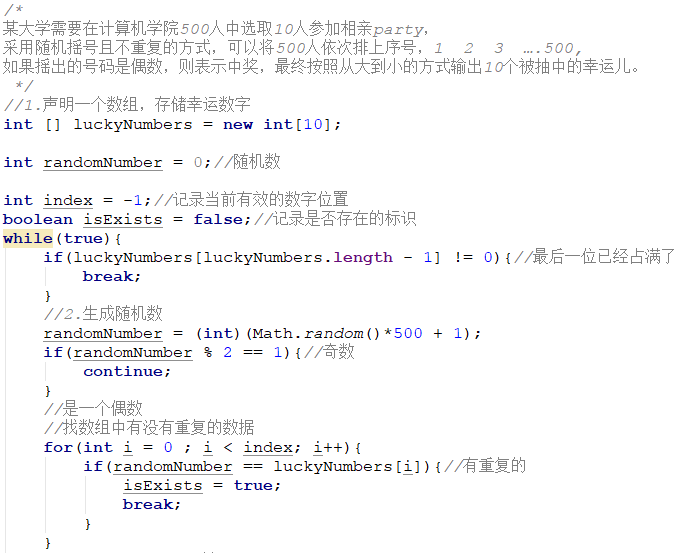 /*
某大学需要在计算机学院500人中选取10人参加相亲party，
采用随机摇号且不重复的方式，可以将500人依次排上序号，1 2 3 ….500,
如果摇出的号码是偶数，则表示中奖，最终按照从大到小的方式输出10个被抽中的幸运儿。
*/
//1.声明一个数组，存储幸运数字
int [] luckyNumbers = new int[10];
int randomNumber = 0;//随机数
int index = -1;//记录当前有效的数字位置
boolean isExists = false;//记录是否存在的标识
while(true){
if(luckyNumbers[luckyNumbers.length - 1] != 0){//最后一位已经占满了
break;
}
//2.生成随机数
randomNumber = (int)(Math.random()*500 + 1);
if(randomNumber % 2 == 1){//奇数
continue;
}
//是一个偶数
//找数组中有没有重复的数据
for(int i = 0 ; i < index; i++){
if(randomNumber == luckyNumbers[i]){//有重复的
isExists = true;
break;
}
}